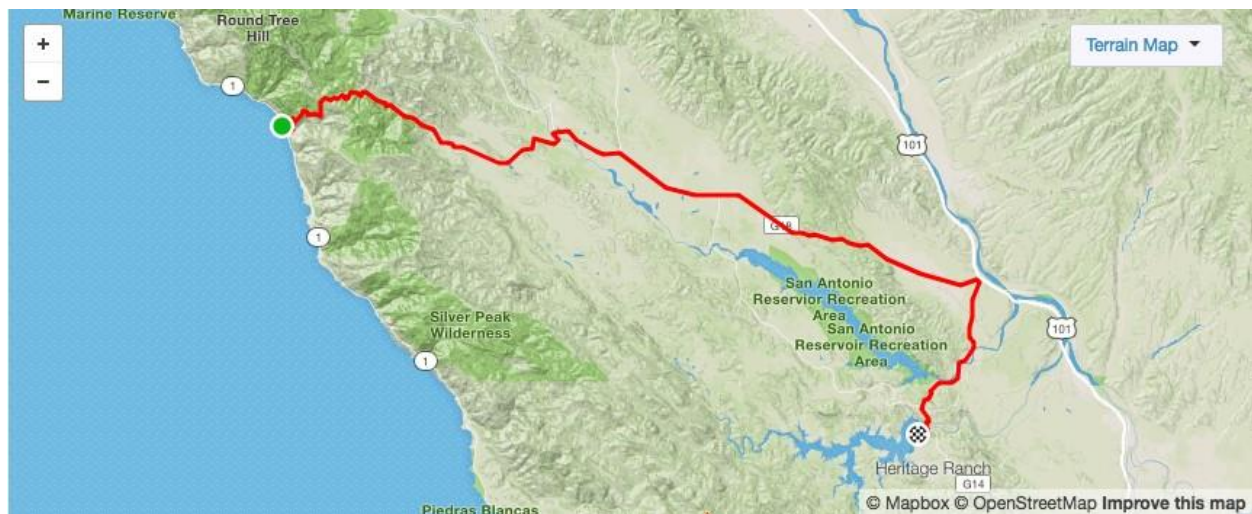 Marine Reserve
Round Tree
Hill
+
−
1
Terrain Map
101
G18
1
San Antonio
Reservior Recreation
Area
San Antonio
Reservoir Recreation
Area
Silver Peak
Wilderness
101
1
Heritage Ranch
G14
Piedras Blancas
© Mapbox © OpenStreetMap Improve this map